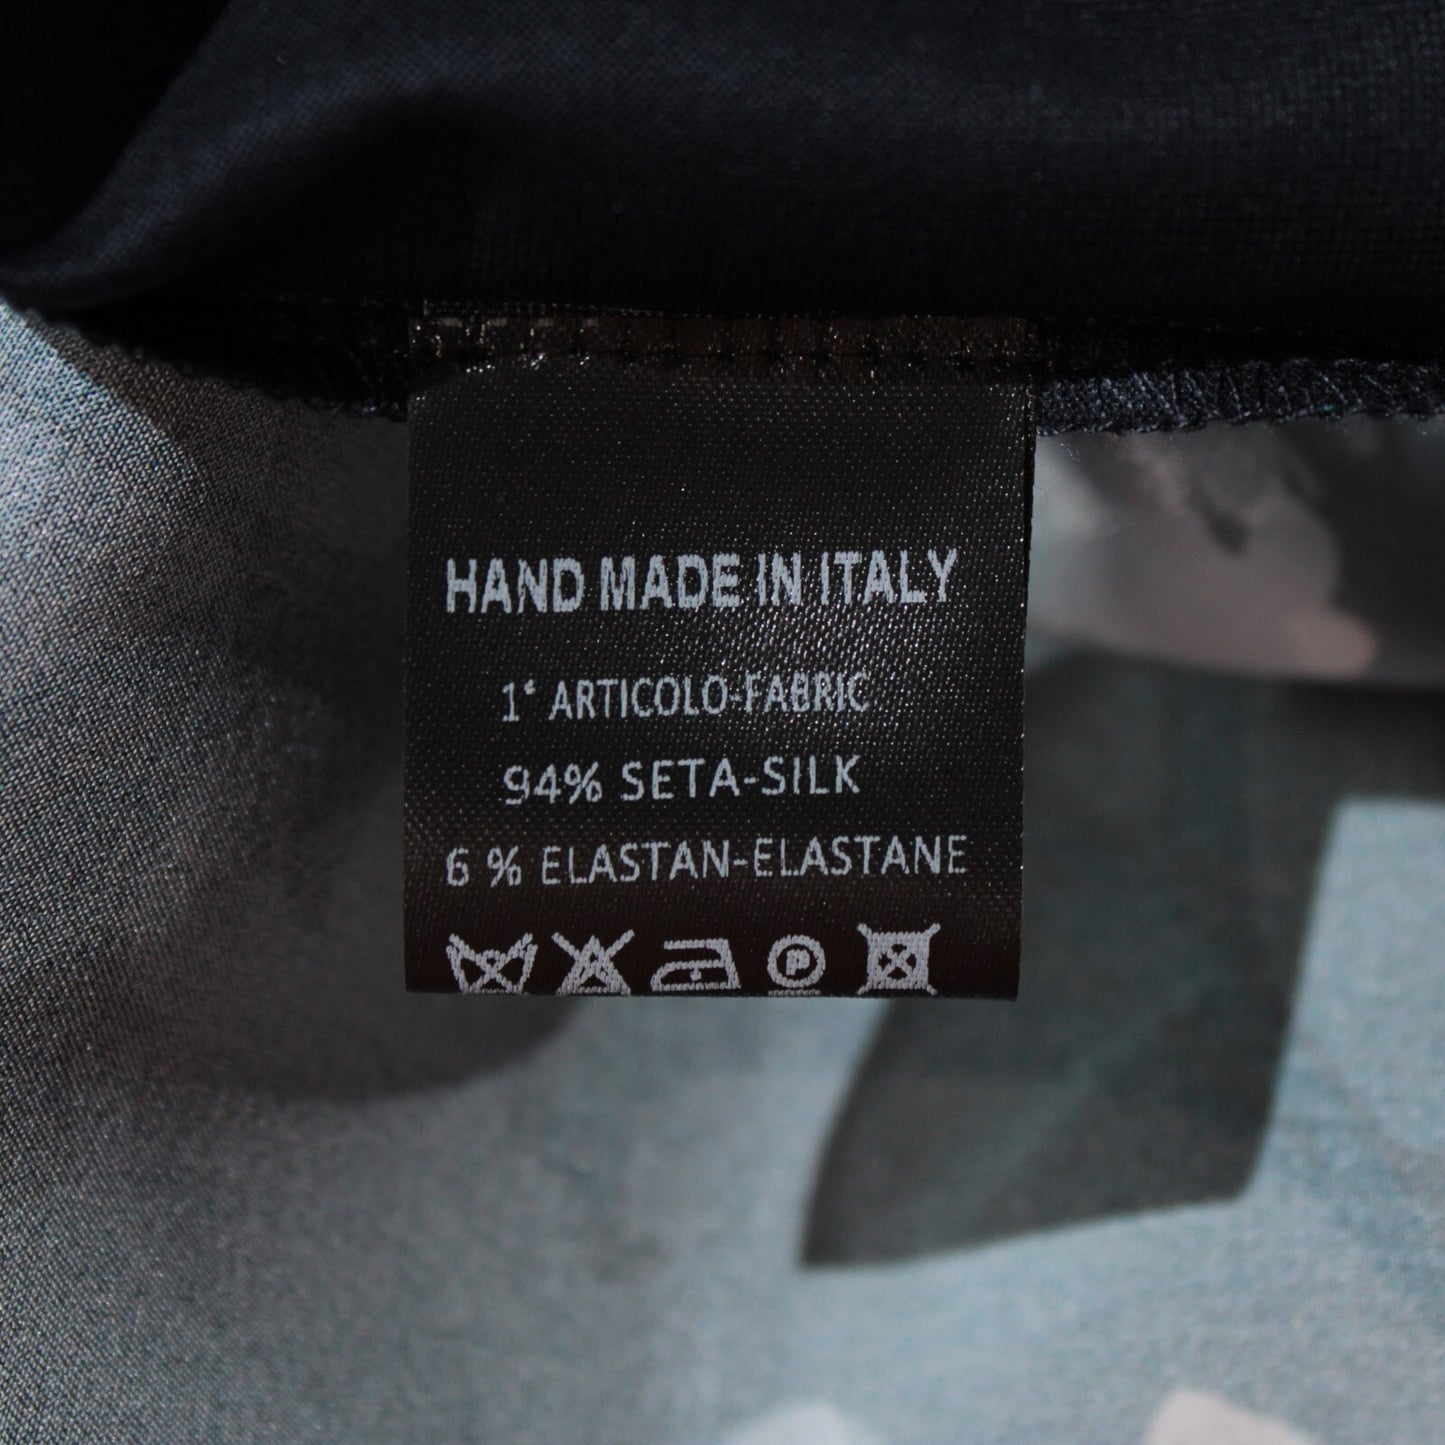 HAND MADE IN ITALY
1° ARTICOLO-FABRIC
94% SETA-SILK
6 % ELASTAN-ELASTANE
P